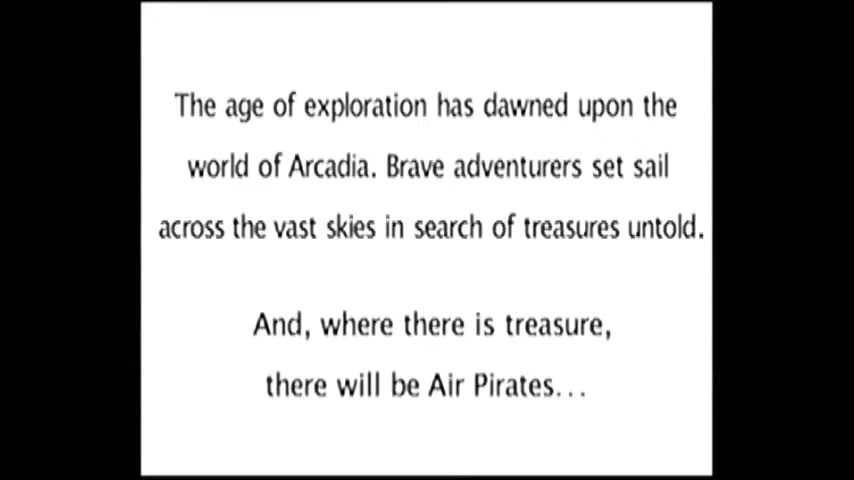 The age of exploration has dawned upon the
world of Arcadia. Brave adventurers set sail
across the vast skies in search of treasures untold.
And, where there is treasure,
there will be Air Pirates...